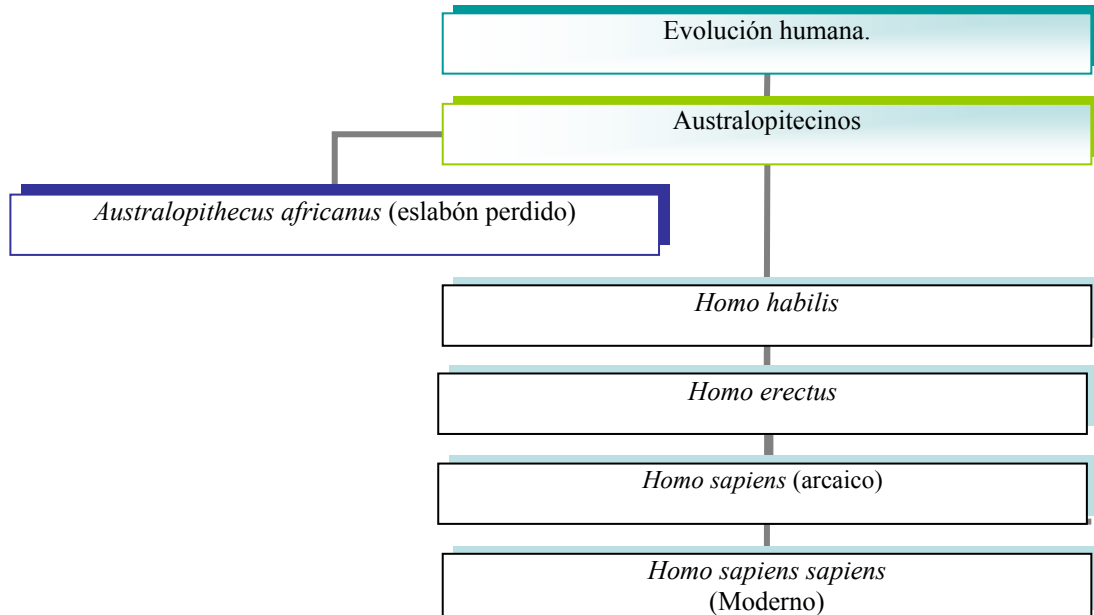 Evolución humana.
Australopitecinos
Australopithecus africanus (eslabón perdido)
Homo habilis
Homo erectus
Homo sapiens (arcaico)
Homo sapiens sapiens
(Moderno)